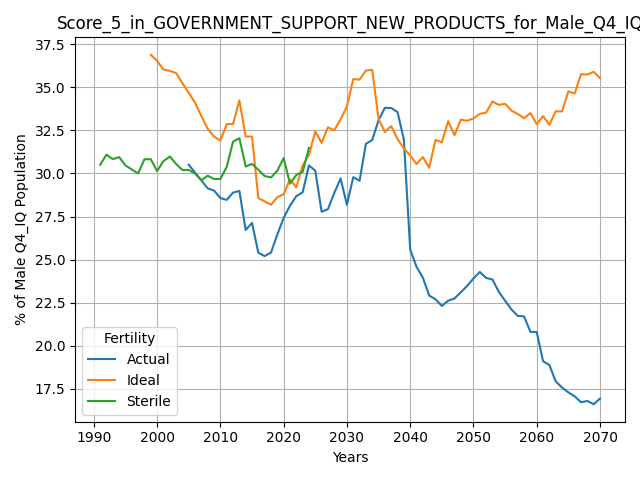 Score_5_in_GOVERNMENT_SUPPORT_NEW_PRODUCTS_for_Male_Q4_IQ
37.5
35.0
32.5
30.0
27.5
25.0
22.5
20.0
17.5
% of Male Q4_IQ Population
Fertility
Actual
Ideal
Sterile
1990 2000 2010 2020 2030 2040 2050 2060 2070
Years